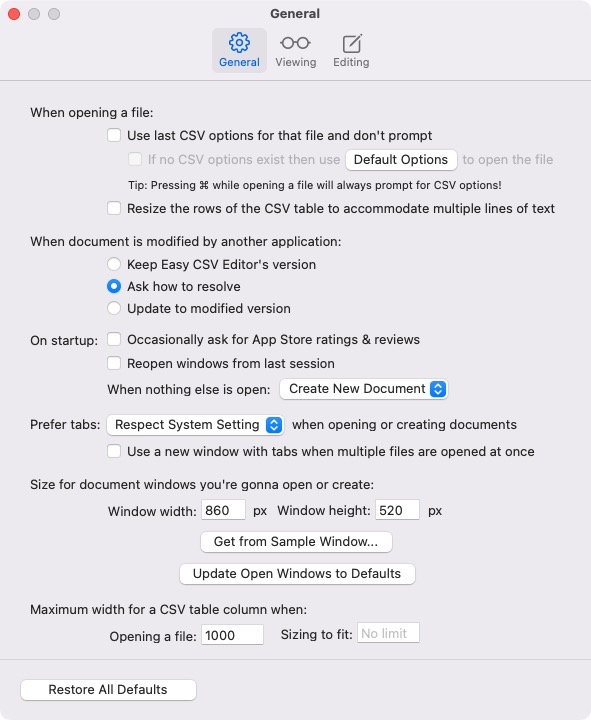 General
General
Viewing
Editing
When opening a file:
Use last CSV options for that file and don't prompt
If no CSV options exist then use Default Options to open the file
Tip: Pressing ⌘ while opening a file will always prompt for CSV options!
Resize the rows of the CSV table to accommodate multiple lines of text
When document is modified by another application:
Keep Easy CSV Editor's version
Ask how to resolve
Update to modified version
On startup: Occasionally ask for App Store ratings & reviews
Reopen windows from last session
When nothing else is open: Create New Document
Prefer tabs: Respect System Setting when opening or creating documents
Use a new window with tabs when multiple files are opened at once
Size for document windows you're gonna open or create:
Window width: 860 px Window height: 520 px
Get from Sample Window...
Update Open Windows to Defaults
Maximum width for a CSV table column when:
Opening a file: 1000 Sizing to fit: No limit
Restore All Defaults